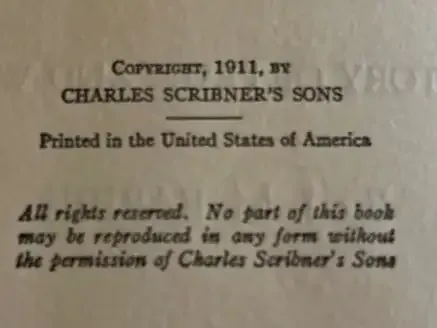 COPYRIGHT, 1911, BY
CHARLES SCRIBNER'S SONS
Printed in the United States of America
All rights reserved. No part of this book
may be reproduced in any form without
the permission of Charles Scribner's Sons